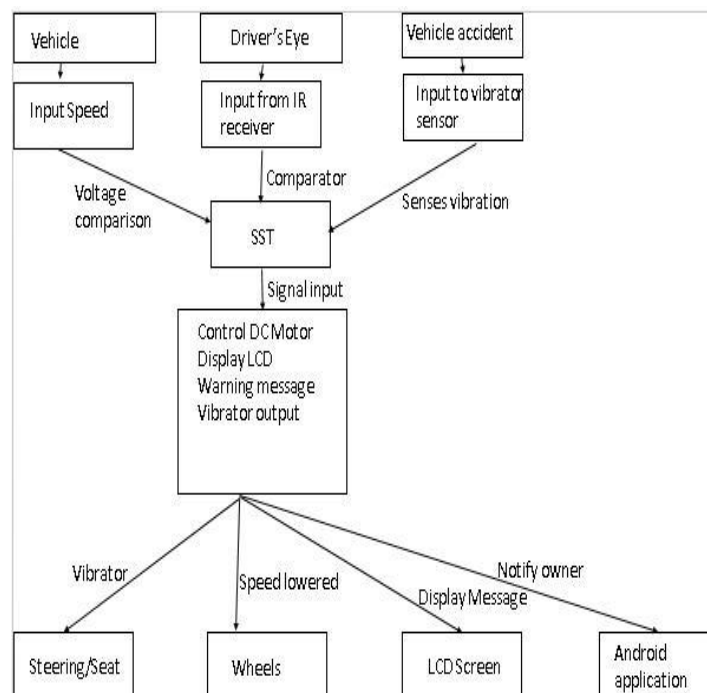 Vehicle
Driver's Eye
Vehicle accident
Input Speed
Input from IR
receiver
Input to vibrator
sensor
Voltage
comparison
Comparator
Senses vibration
SST
Signal input
Control DC Motor
Display LCD
Warning message
Vibrator output
Vibrator
Speed lowered
Display Message
Notify owner
Steering/Seat
Wheels
LCD Screen
Android
application